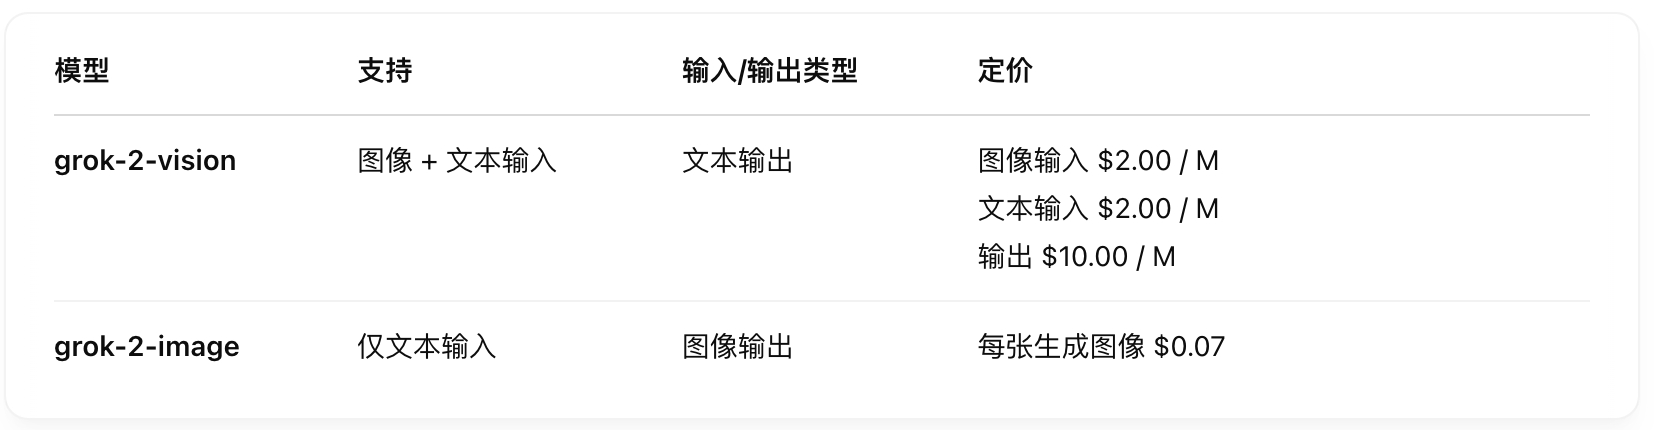 模型 支持 输入/输出类型 定价
grok-2-vision 图像 + 文本输入 文本输出 图像输入 $2.00 / M
文本输入 $2.00 / M
输出 $10.00 / M
grok-2-image 仅文本输入 图像输出 每张生成图像 $0.07